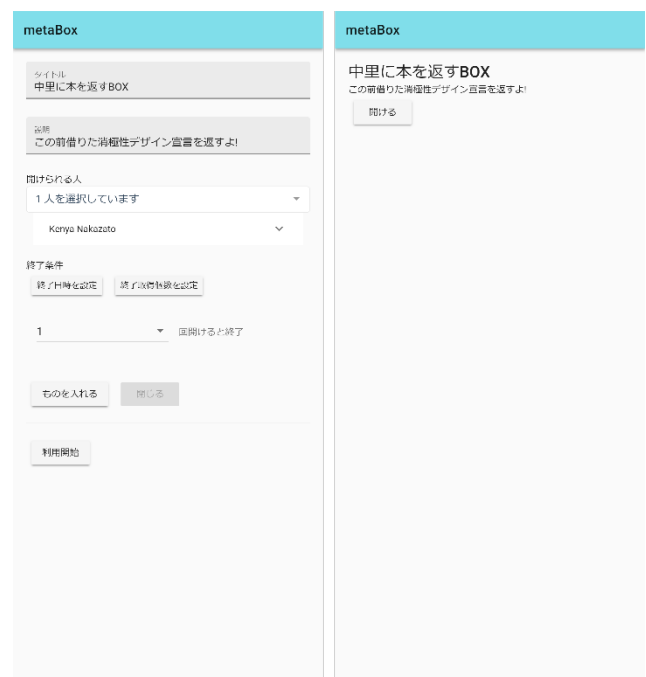 metaBox
タイトル
中里に本を返すBOX
説明
この前借りた消極性デザイン宣言を返すよ!
開けられる人
1 人を選択しています
Kenya Nakazato
終了条件
終了日時を設定 終了取得個数を設定
1 回開けると終了
ものを入れる 閉じる
利用開始
metaBox
中里に本を返すBOX
この前借りた消極性デザイン宣言を返すよ!
開ける